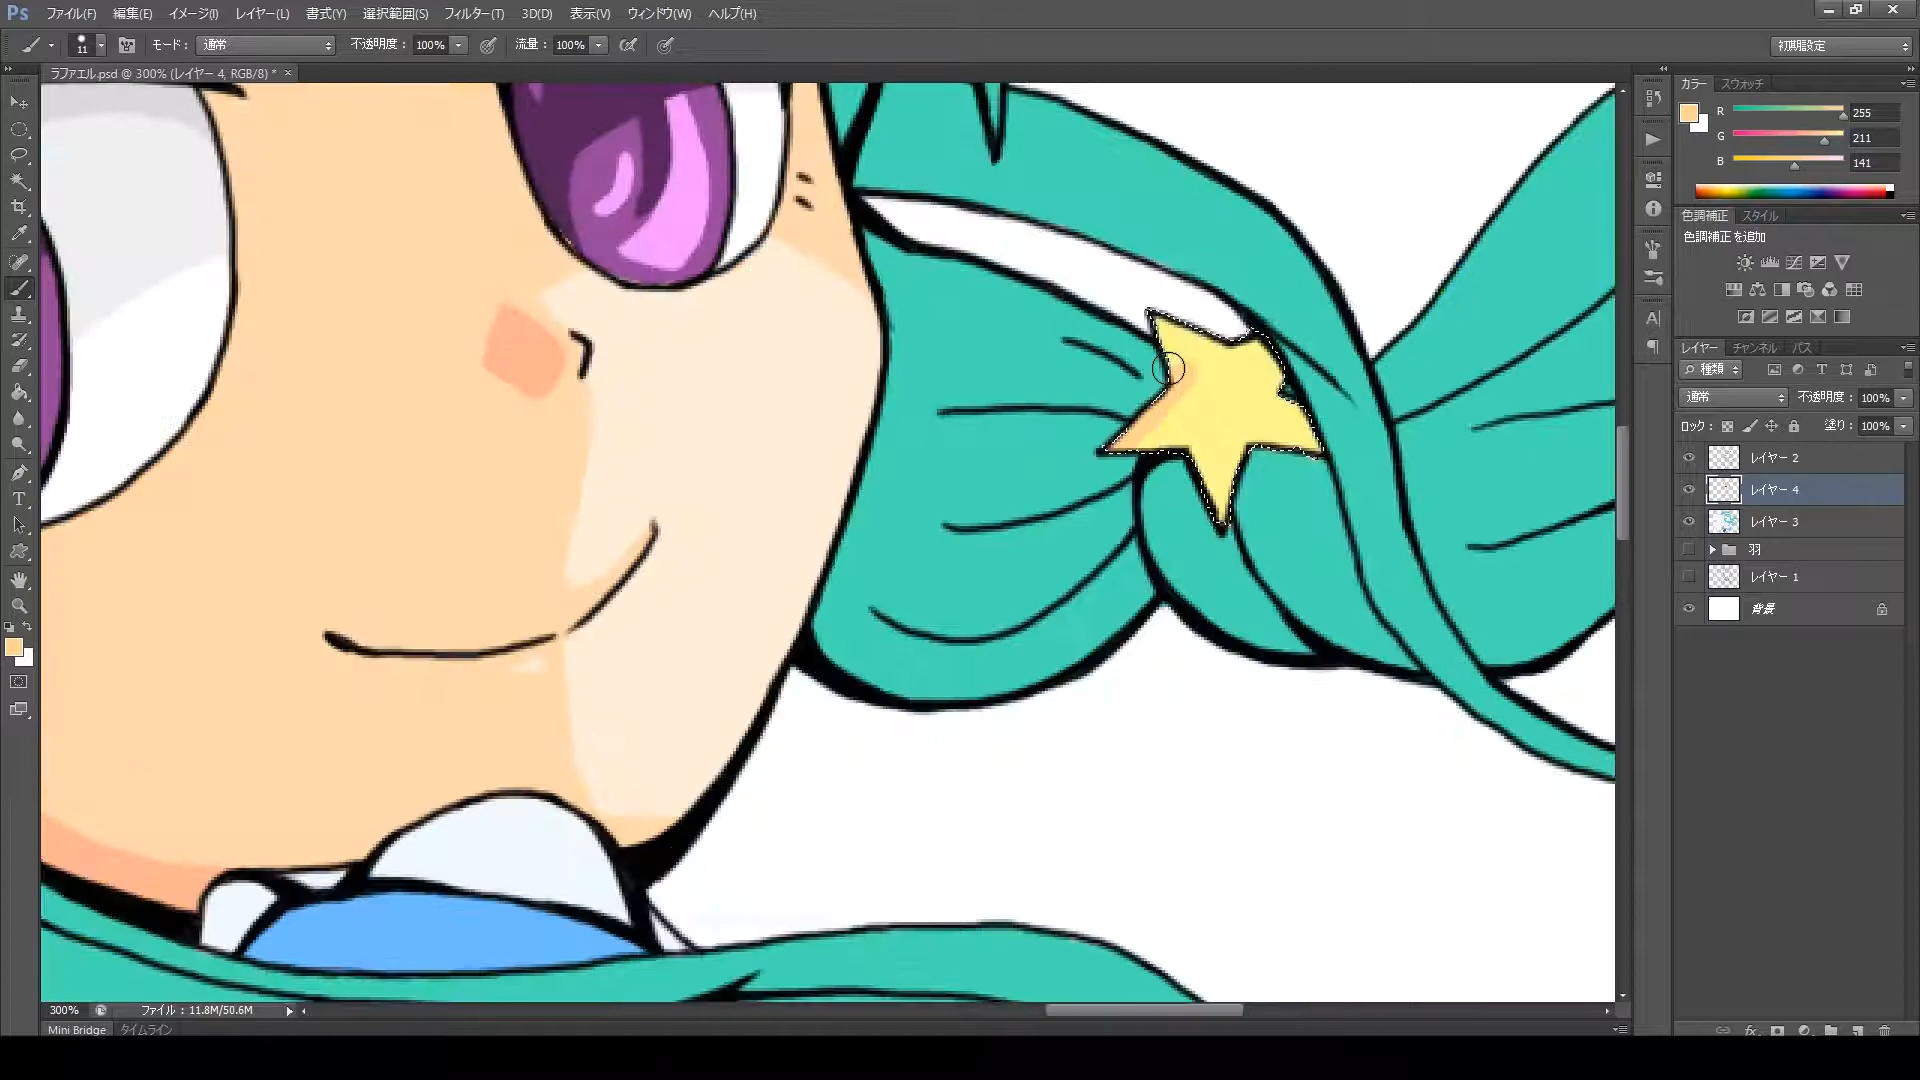 Ps ファイル(F) 編集(E) イメージ(I) レイヤー(L) 書式(Y) 選択範囲(S) フィルター(T) 3D(D) 表示(V) ウィンドウ(W) ヘルプ(H)
11 モード: 通常 不透明度: 100% 流量: 100% 初期設定
ラファエル.psd @ 300% (レイヤー 4, RGB/8) * ×
カラー スウォッチ
R 255
G 211
B 141
色調補正 スタイル
色調補正を追加
レイヤー チャンネル パス
種類
通常 不透明度: 100%
ロック: 塗り: 100%
レイヤー 2
レイヤー 4
レイヤー 3
羽
レイヤー 1
背景
300% ファイル : 11.8M/50.6M
Mini Bridge タイムライン